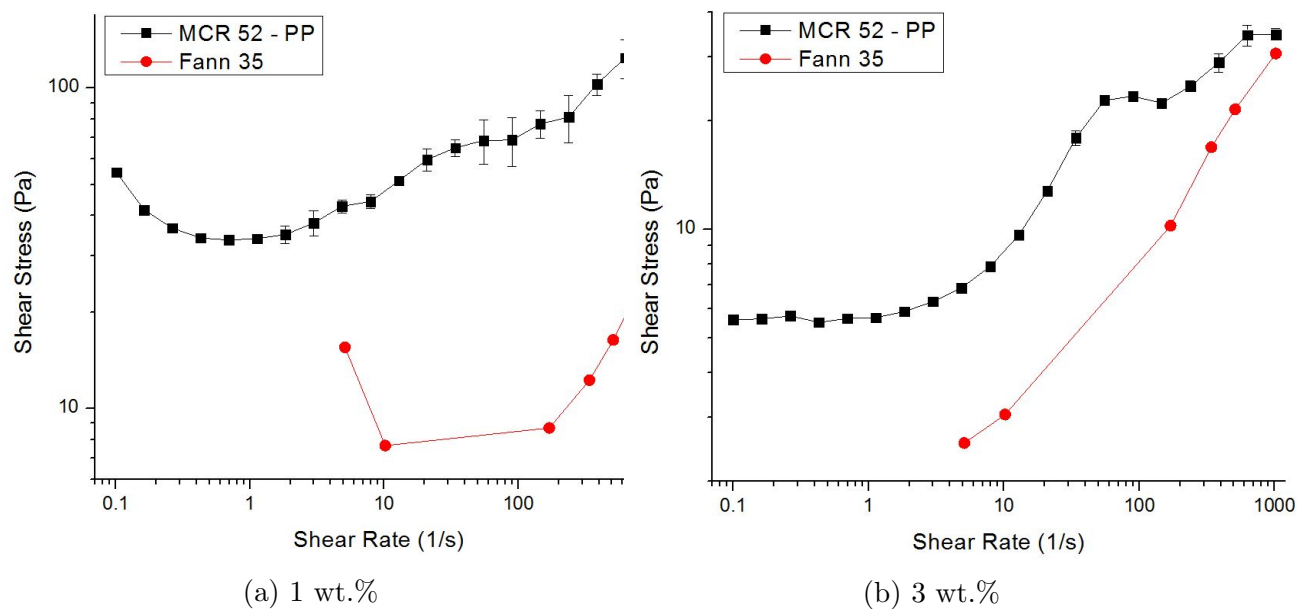 MCR 52 - PP
Fann 35
100
10
Shear Stress (Pa)
0.1 1 10 100
Shear Rate (1/s)
(a) 1 wt.%
MCR 52 - PP
Fann 35
10
Shear Stress (Pa)
0.1 1 10 100 1000
Shear Rate (1/s)
(b) 3 wt.%